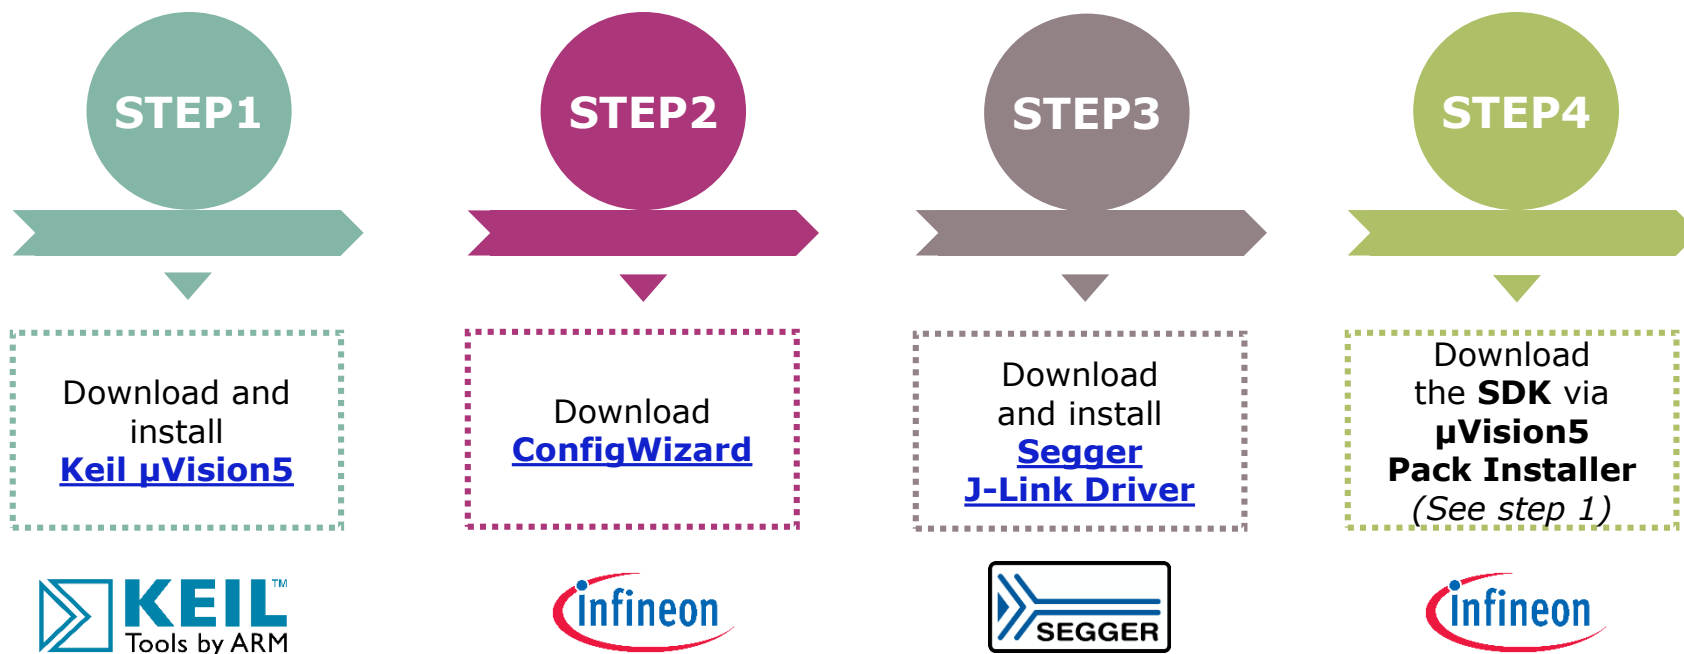 STEP1
STEP2
STEP3
STEP4
Download and
install
Keil µVision5
Download
ConfigWizard
Download
and install
Segger
J-Link Driver
Download
the SDK via
µVision5
Pack Installer
(See step 1)
KEIL™
Tools by ARM
infineon
SEGGER
infineon